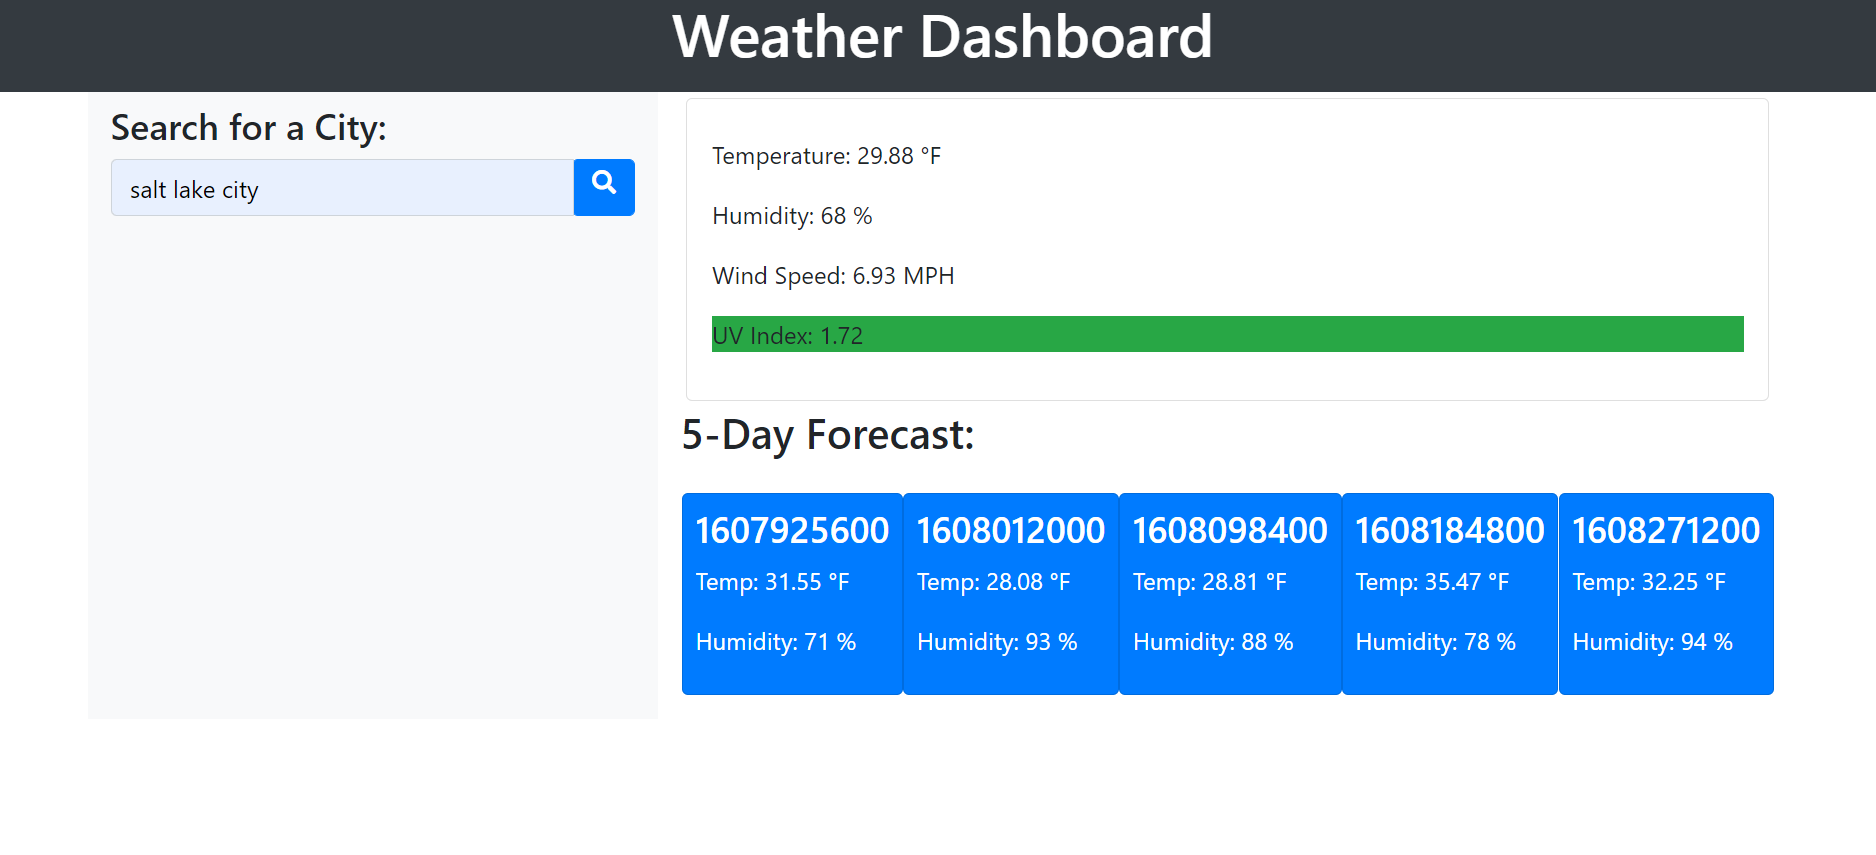 Weather Dashboard
Search for a City:
salt lake city
Temperature: 29.88 °F
Humidity: 68 %
Wind Speed: 6.93 MPH
UV Index: 1.72
5-Day Forecast:
1607925600
Temp: 31.55 °F
Humidity: 71 %
1608012000
Temp: 28.08 °F
Humidity: 93 %
1608098400
Temp: 28.81 °F
Humidity: 88 %
1608184800
Temp: 35.47 °F
Humidity: 78 %
1608271200
Temp: 32.25 °F
Humidity: 94 %